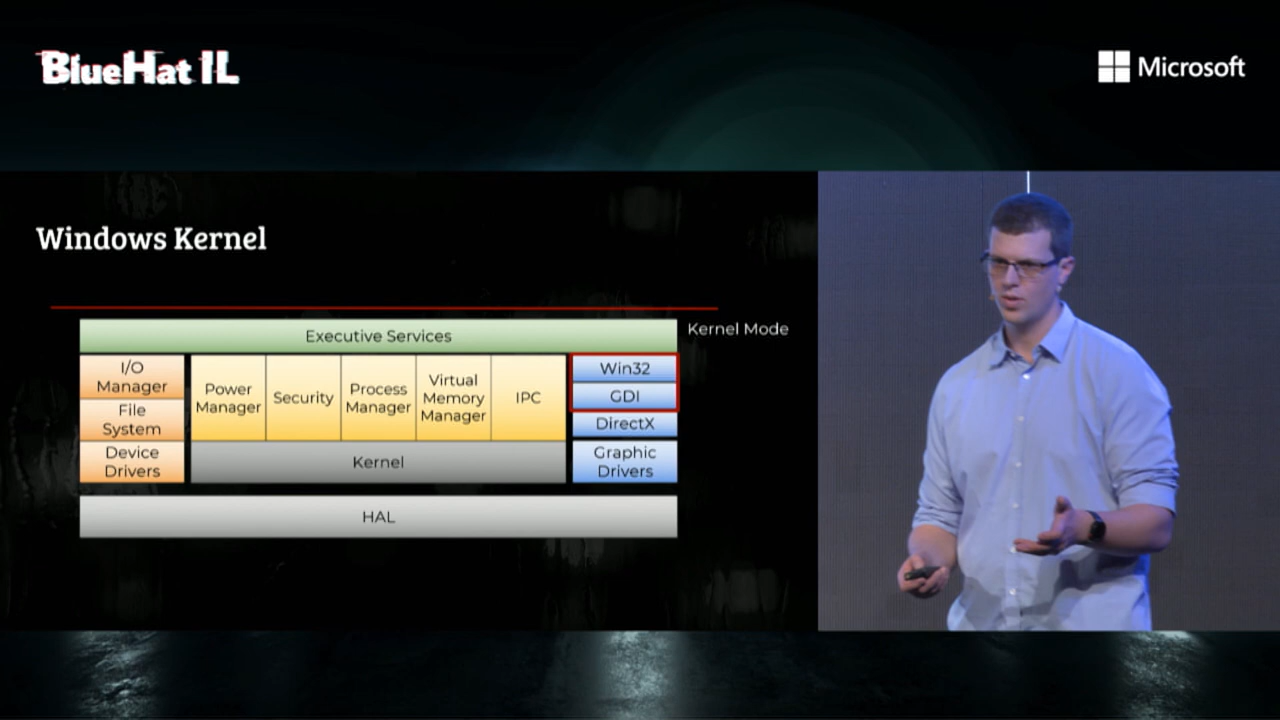 BlueHat IL
Microsoft
Windows Kernel
Kernel Mode
Executive Services
I/O
Manager
File
System
Device
Drivers
Power
Manager
Security
Process
Manager
Virtual
Memory
Manager
IPC
Kernel
Win32
GDI
DirectX
Graphic
Drivers
HAL